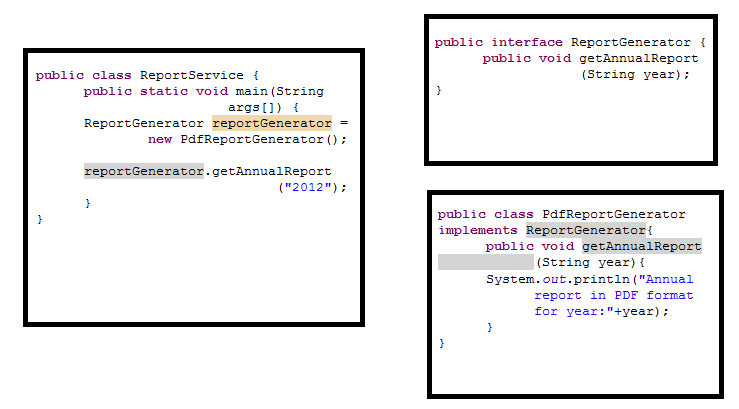 public class ReportService {
public static void main(String
args[]) {
ReportGenerator reportGenerator =
new PdfReportGenerator();
reportGenerator.getAnnualReport
("2012");
}
}
public interface ReportGenerator {
public void getAnnualReport
(String year);
}
public class PdfReportGenerator
implements ReportGenerator{
public void getAnnualReport
(String year){
System.out.println("Annual
report in PDF format
for year:"+year);
}
}